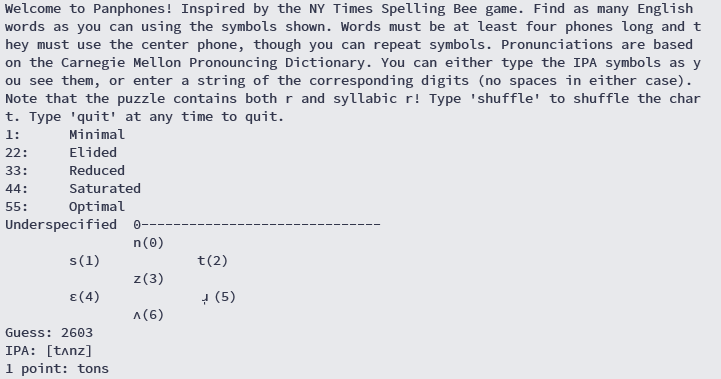 Welcome to Panphones! Inspired by the NY Times Spelling Bee game. Find as many English
words as you can using the symbols shown. Words must be at least four phones long and t
hey must use the center phone, though you can repeat symbols. Pronunciations are based
on the Carnegie Mellon Pronouncing Dictionary. You can either type the IPA symbols as y
ou see them, or enter a string of the corresponding digits (no spaces in either case).
Note that the puzzle contains both r and syllabic r! Type 'shuffle' to shuffle the char
t. Type 'quit' at any time to quit.
1: Minimal
22: Elided
33: Reduced
44: Saturated
55: Optimal
Underspecified 0------------------------------
n(0)
s(1) t(2)
z(3)
ɛ(4) ɹ̩ (5)
ʌ(6)
Guess: 2603
IPA: [tʌnz]
1 point: tons